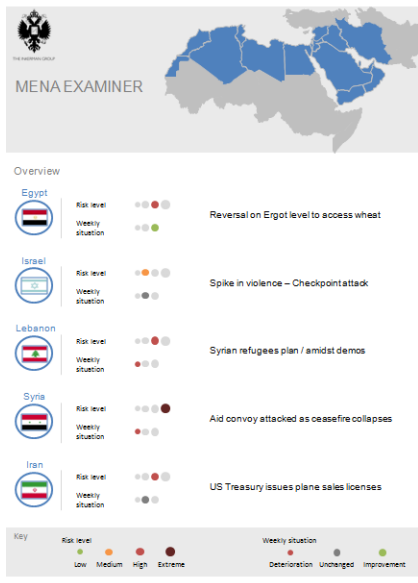 MENA EXAMINER
Overview
Egypt
Risk level
Weekly
situation
Reversal on Ergot level to access wheat
Israel
Risk level
Weekly
situation
Spike in violence – Checkpoint attack
Lebanon
Risk level
Weekly
situation
Syrian refugees plan / amidst demos
Syria
Risk level
Weekly
situation
Aid convoy attacked as ceasefire collapses
Iran
Risk level
Weekly
situation
US Treasury issues plane sales licenses
Key
Risk level
Low Medium High Extreme
Weekly situation
Deterioration Unchanged Improvement